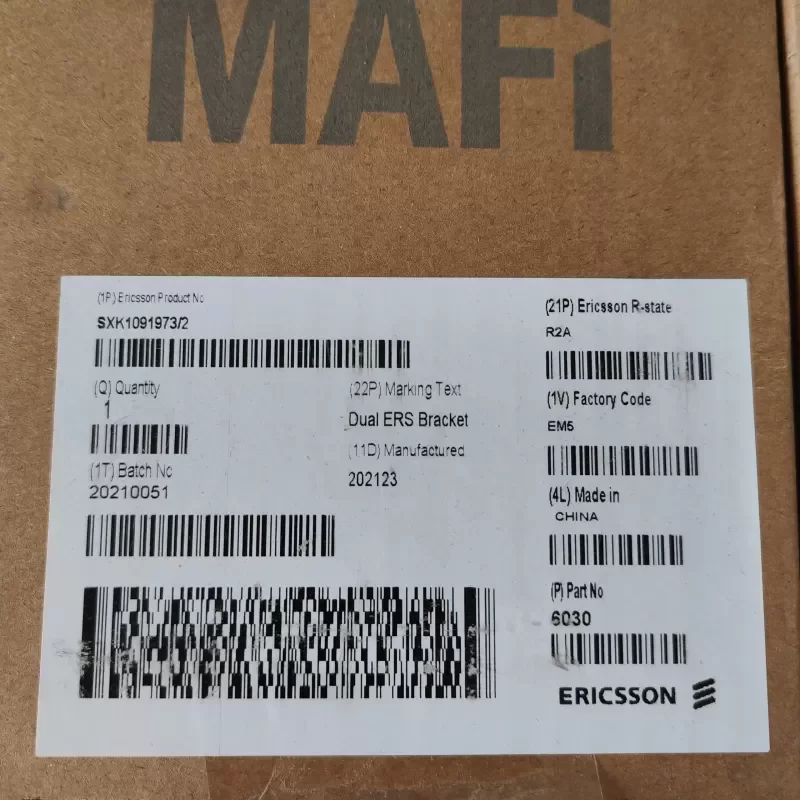 MAFI
(1P) Ericsson Product No
SXK1091973/2
(Q) Quantity
1
(22P) Marking Text
Dual ERS Bracket
(1T) Batch No
20210051
(11D) Manufactured
202123
(21P) Ericsson R-state
R2A
(1V) Factory Code
EM5
(4L) Made in
CHINA
(P) Part No
6030
ERICSSON